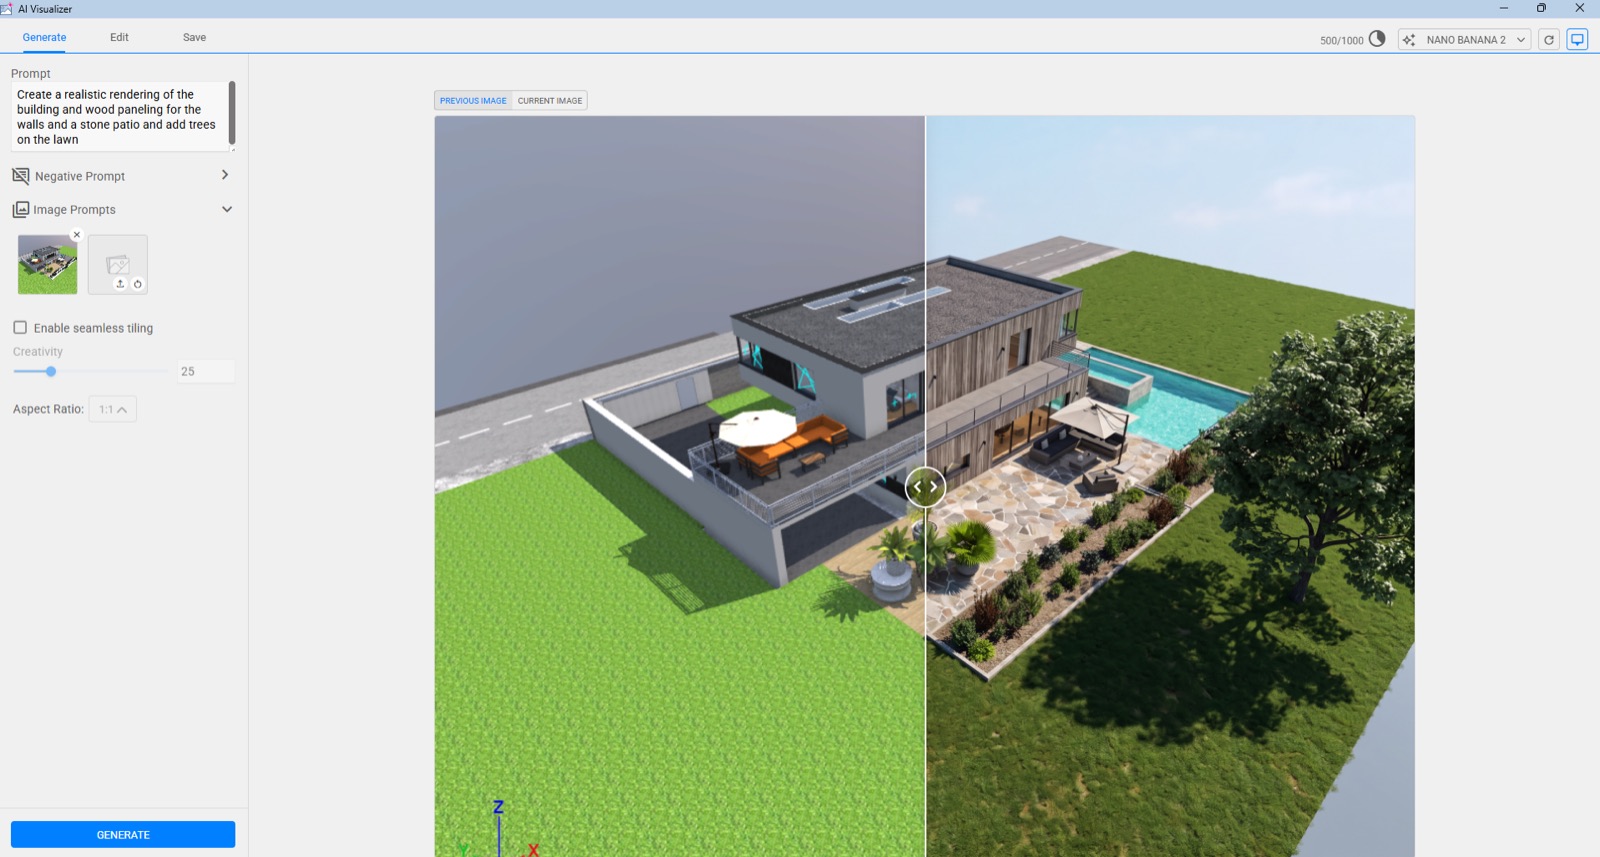 AI Visualizer
Generate
Edit
Save
500/1000
NANO BANANA 2
Prompt
Create a realistic rendering of the
building and wood paneling for the
walls and a stone patio and add trees
on the lawn
Negative Prompt
Image Prompts
Enable seamless tiling
Creativity
25
Aspect Ratio:
1:1
GENERATE
PREVIOUS IMAGE
CURRENT IMAGE
Z
Y
X